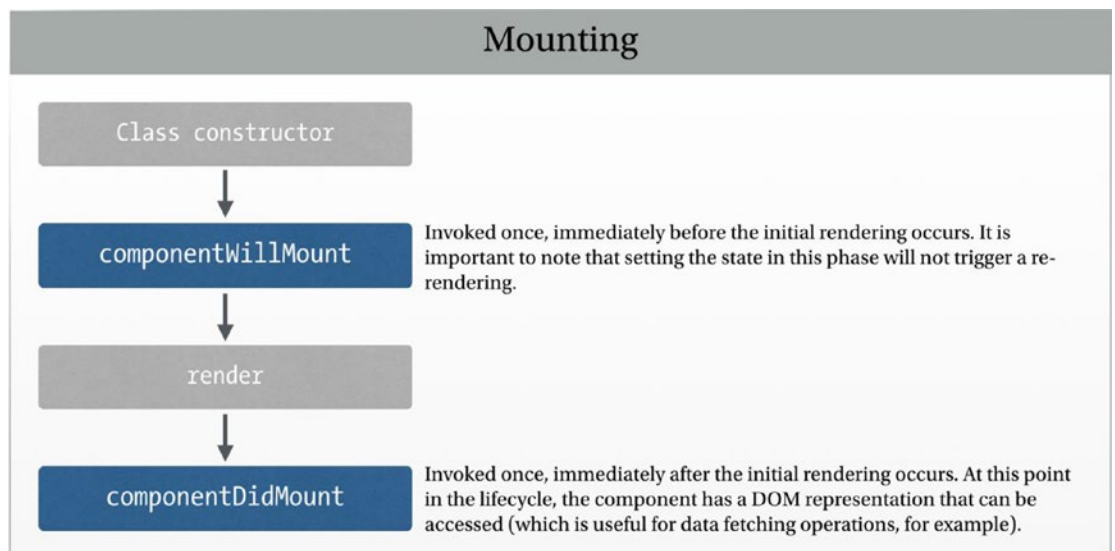 Mounting
Class constructor
componentWillMount
Invoked once, immediately before the initial rendering occurs. It is
important to note that setting the state in this phase will not trigger a re-
rendering.
render
componentDidMount
Invoked once, immediately after the initial rendering occurs. At this point
in the lifecycle, the component has a DOM representation that can be
accessed (which is useful for data fetching operations, for example).